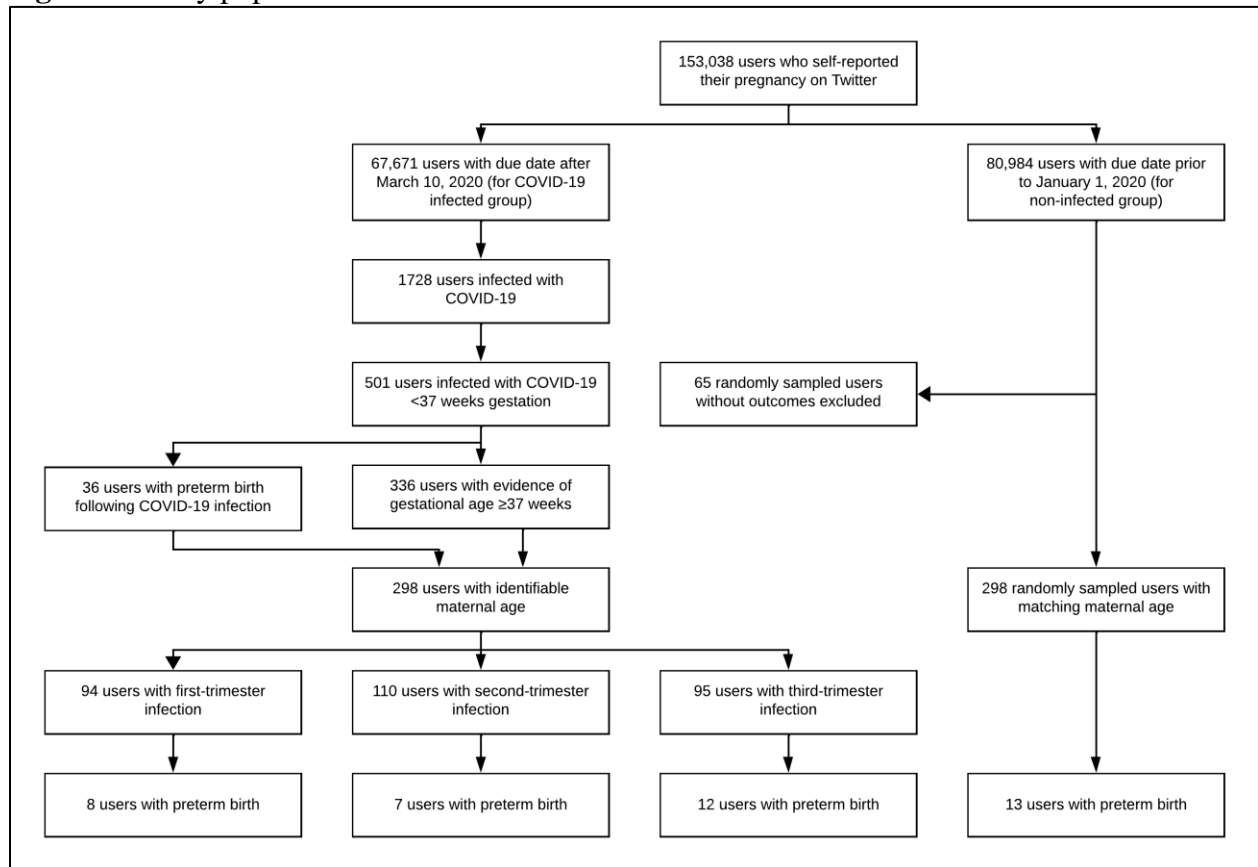 153,038 users who self-reported
their pregnancy on Twitter
67,671 users with due date after
March 10, 2020 (for COVID-19
infected group)
80,984 users with due date prior
to January 1, 2020 (for
non-infected group)
1728 users infected with
COVID-19
501 users infected with COVID-19
<37 weeks gestation
65 randomly sampled users
without outcomes excluded
36 users with preterm birth
following COVID-19 infection
336 users with evidence of
gestational age ≥37 weeks
298 users with identifiable
maternal age
298 randomly sampled users with
matching maternal age
94 users with first-trimester
infection
110 users with second-trimester
infection
95 users with third-trimester
infection
8 users with preterm birth
7 users with preterm birth
12 users with preterm birth
13 users with preterm birth